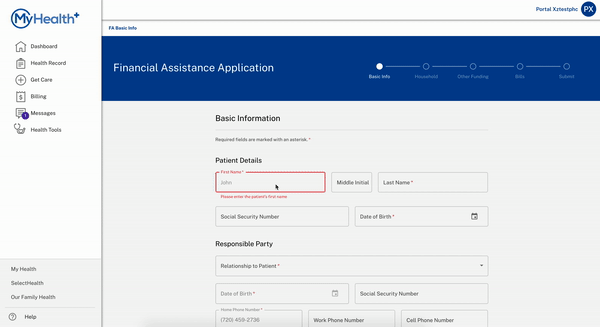 MyHealth+
Portal Xztestphc PX
Dashboard
Health Record
Get Care
Billing
Messages
1
Health Tools
My Health
SelectHealth
Our Family Health
Help
FA Basic Info
Financial Assistance Application
Basic Info
Household
Other Funding
Bills
Submit
Basic Information
Required fields are marked with an asterisk. *
Patient Details
First Name *
John
Middle Initial
Last Name *
Please enter the patient's first name
Social Security Number
Date of Birth *
Responsible Party
Relationship to Patient *
Date of Birth *
Social Security Number
Home Phone Number *
(720) 459-2736
Work Phone Number
Cell Phone Number